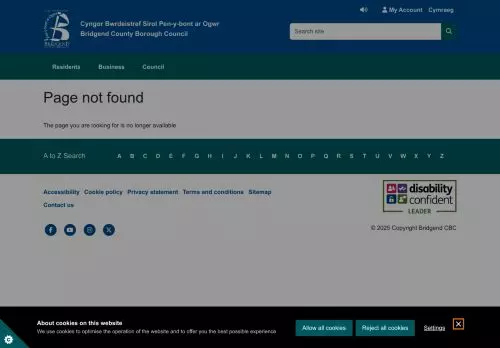 My Account Cymraeg
Cyngor Bwrdeistref Sirol Pen-y-bont ar Ogwr
Bridgend County Borough Council
Search site
Residents Business Council
Page not found
The page you are looking for is no longer available
A to Z Search A B C D E F G H I J K L M N O P Q R S T U V W X Y Z
Accessibility Cookie policy Privacy statement Terms and conditions Sitemap
Contact us
disability
confident
LEADER
© 2025 Copyright Bridgend CBC
About cookies on this website
We use cookies to optimise the operation of the website and to offer you the best possible experience
Allow all cookies Reject all cookies Settings